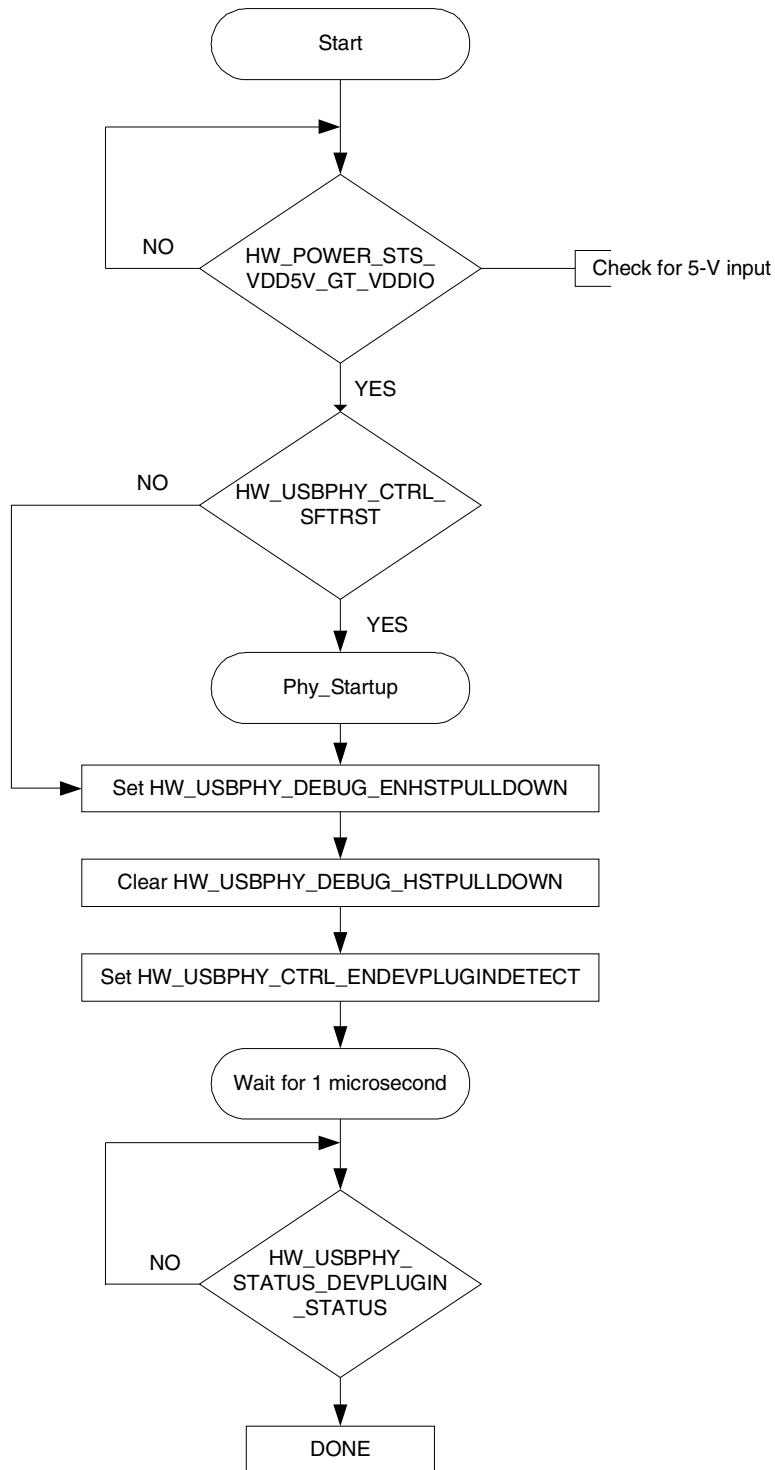 Start
NO
HW_POWER_STS_
VDD5V_GT_VDDIO
Check for 5-V input
YES
NO
HW_USBPHY_CTRL_
SFTRST
YES
Phy_Startup
Set HW_USBPHY_DEBUG_ENHSTPULLDOWN
Clear HW_USBPHY_DEBUG_HSTPULLDOWN
Set HW_USBPHY_CTRL_ENDEVPLUGINDETECT
Wait for 1 microsecond
NO
HW_USBPHY_
STATUS_DEVPLUGIN
_STATUS
DONE